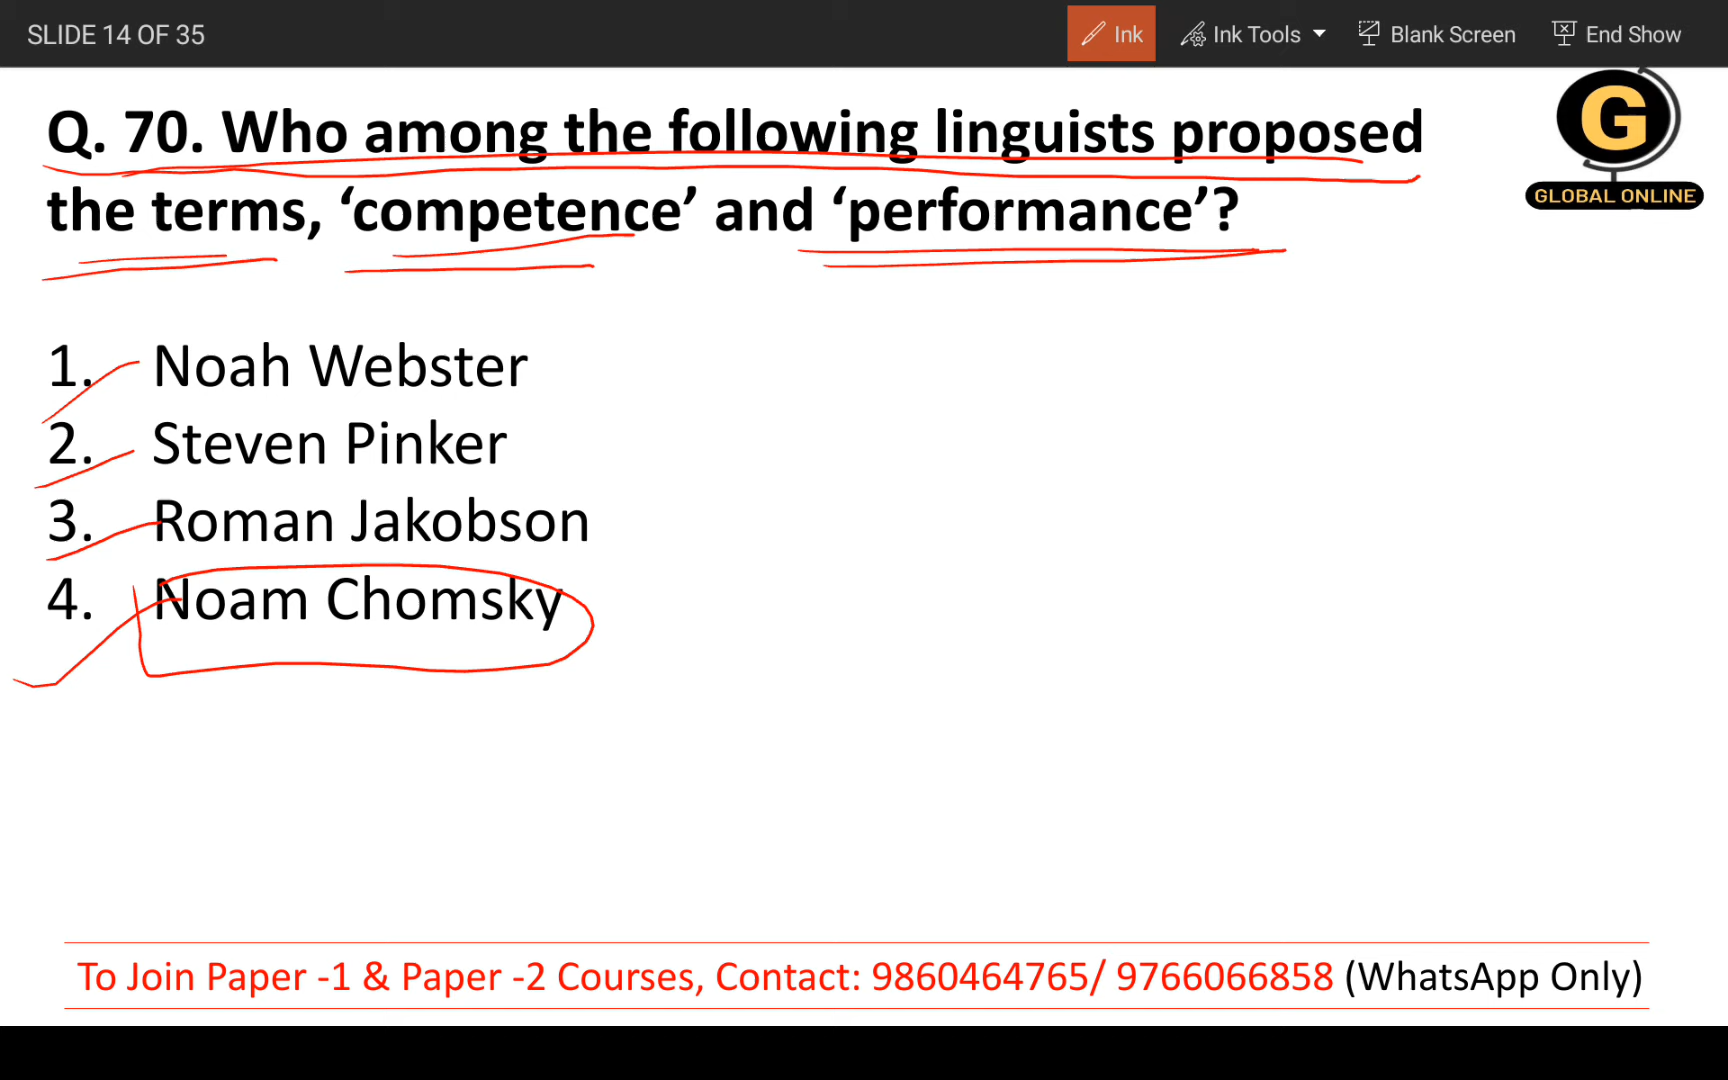 SLIDE 14 OF 35
Ink
Ink Tools
Blank Screen
End Show
G
GLOBAL ONLINE
Q. 70. Who among the following linguists proposed
the terms, ‘competence’ and ‘performance’?
1. Noah Webster
2. Steven Pinker
3. Roman Jakobson
4. Noam Chomsky
To Join Paper -1 & Paper -2 Courses, Contact: 9860464765/ 9766066858 (WhatsApp Only)